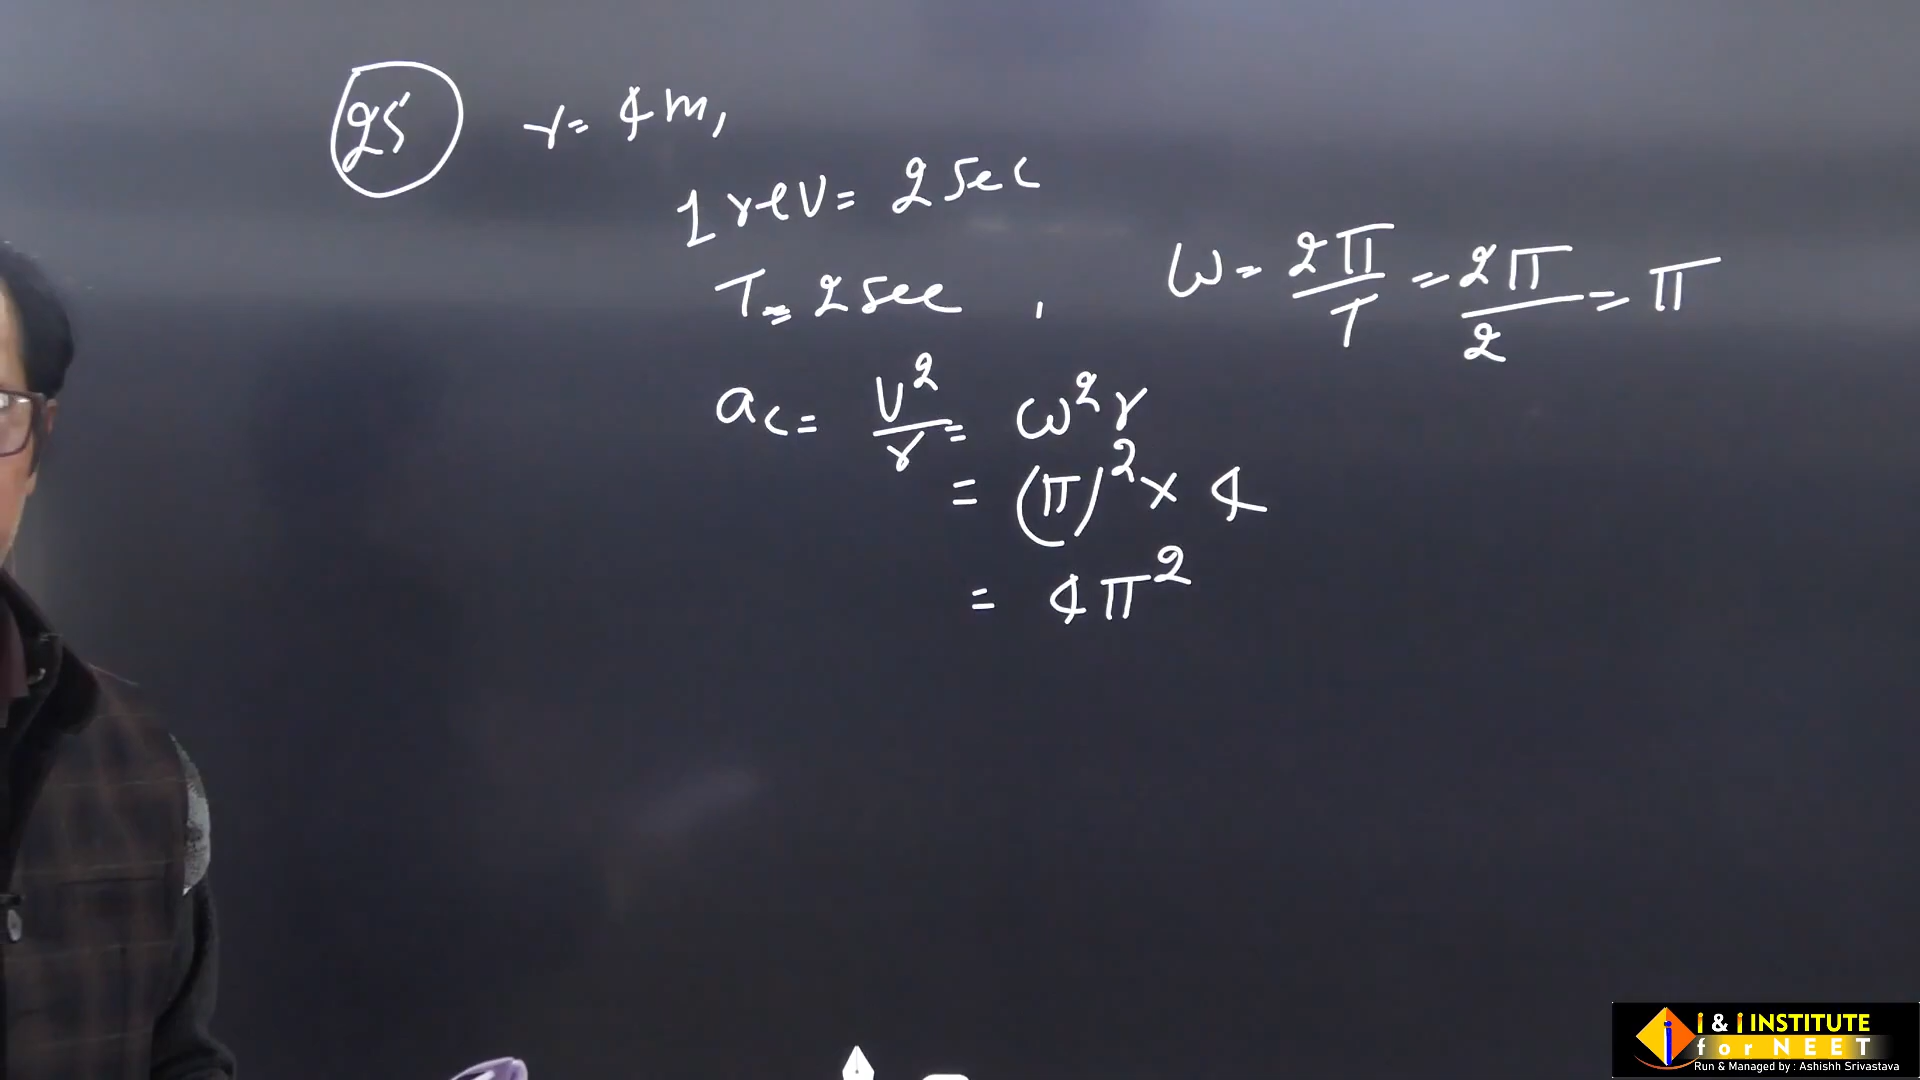 25 r = 4m,
1 rev = 2 sec
T = 2 sec , ω = 2π/T = 2π/2 = π
ac = v²/r = ω²r
= (π)² × 4
= 4π²
i & i INSTITUTE
for NEET
Run & Managed by : Ashishh Srivastava